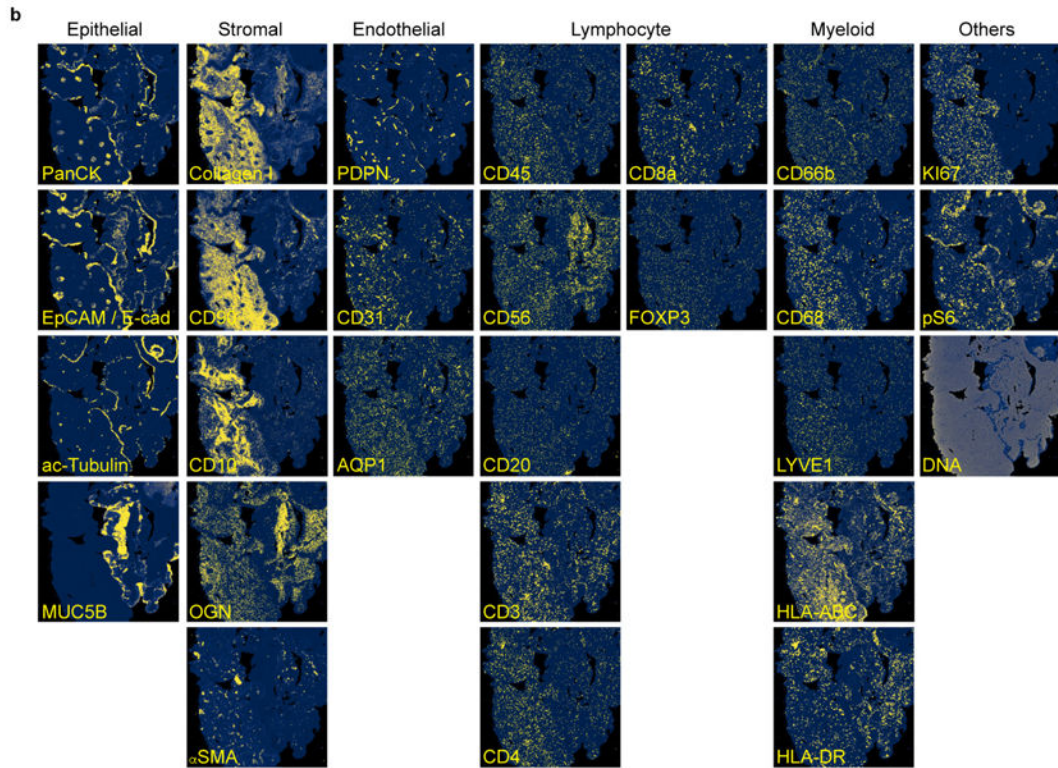 b
Epithelial Stromal Endothelial Lymphocyte Myeloid Others
PanCK Collagen I PDPN CD45 CD8a CD66b KI67
EpCAM / E-cad CD90 CD31 CD56 FOXP3 CD68 pS6
ac-Tubulin CD10 AQP1 CD20 LYVE1 DNA
MUC5B OGN CD3 HLA-ABC
αSMA CD4 HLA-DR